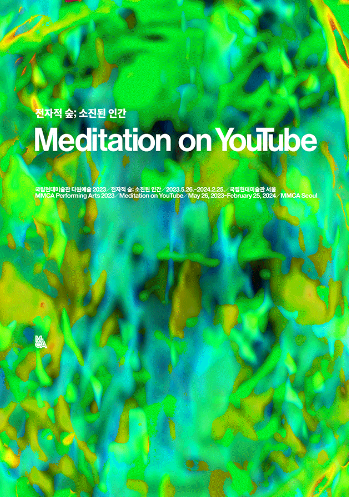 전자적 숲; 소진된 인간
Meditation on YouTube
국립현대미술관 다원예술 2023 / 전자적 숲; 소진된 인간 / 2023.5.26.–2024.2.25. / 국립현대미술관 서울
MMCA Performing Arts 2023 / Meditation on YouTube / May 26, 2023–February 25, 2024 / MMCA Seoul